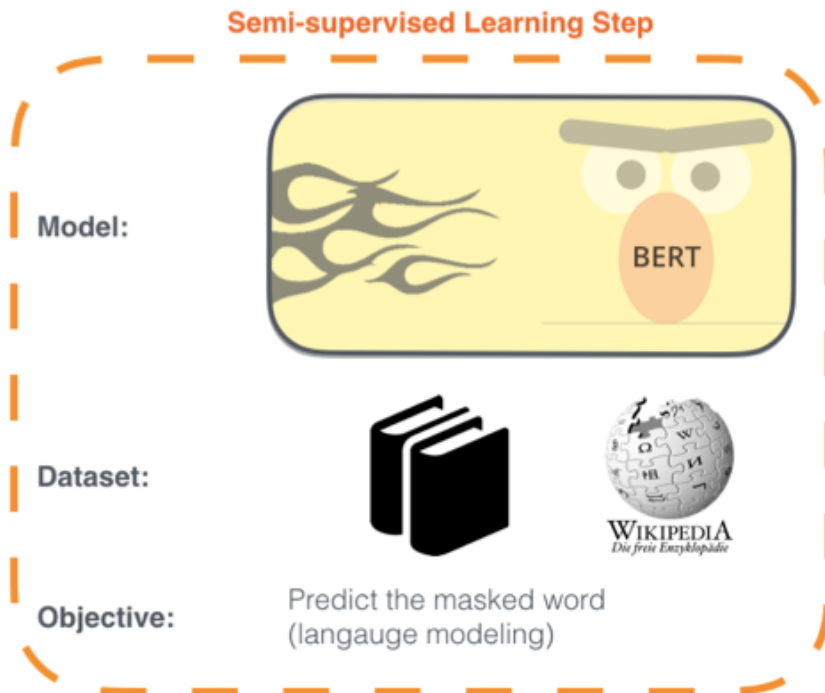 Semi-supervised Learning Step
Model:
BERT
Dataset:
WIKIPEDIA
Die freie Enzyklopädie
Objective:
Predict the masked word
(langauge modeling)